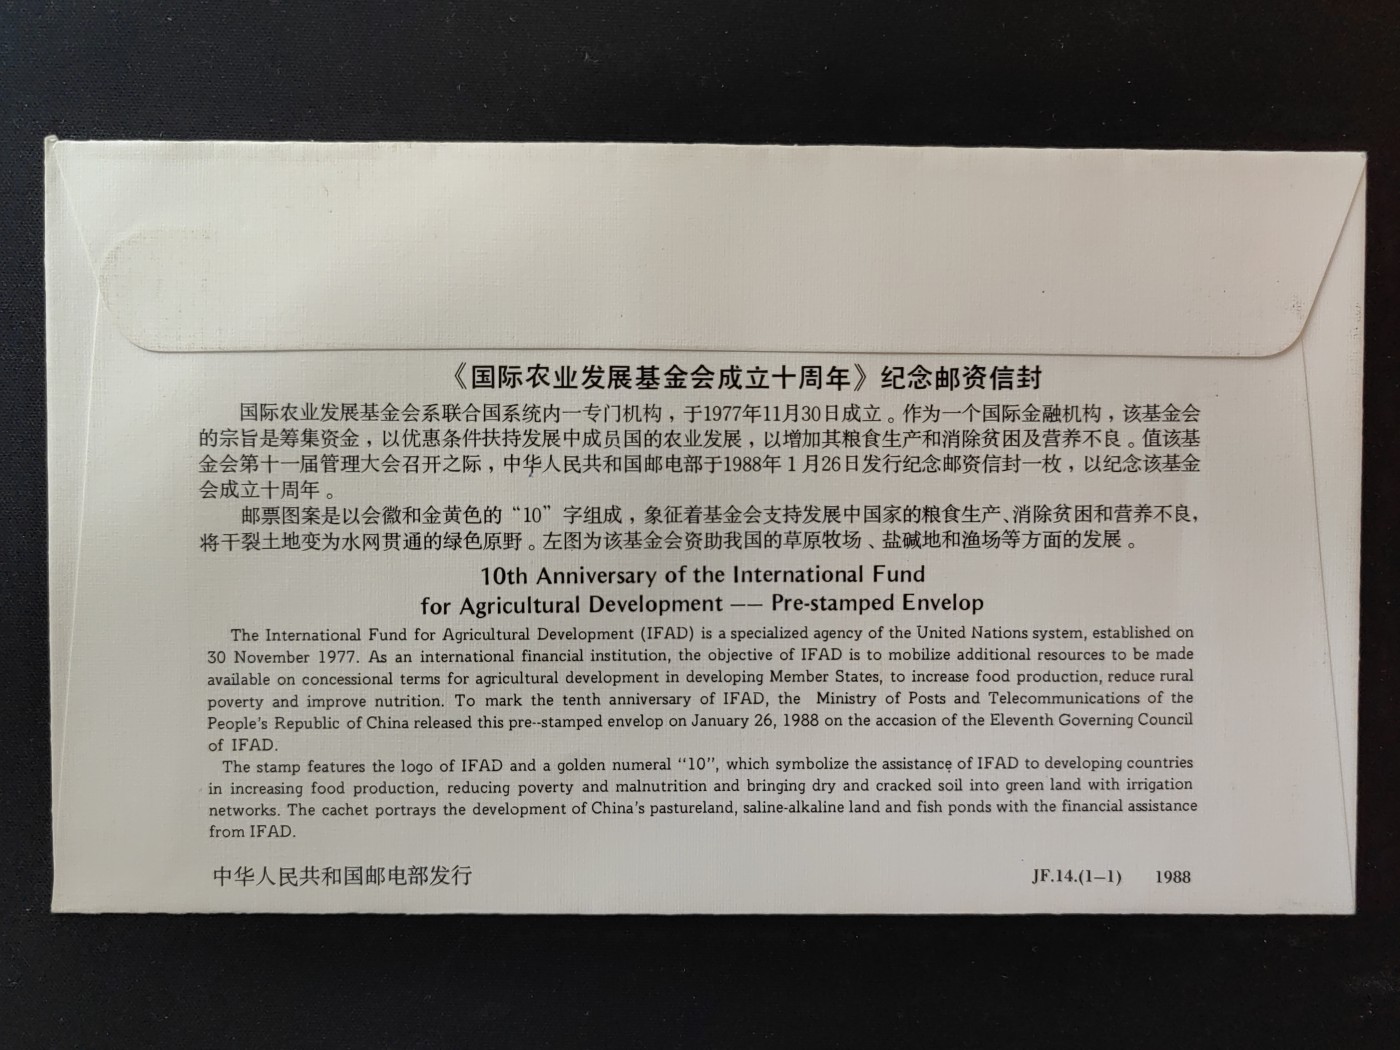 《国际农业发展基金会成立十周年》纪念邮资信封
国际农业发展基金会系联合国系统内一专门机构，于1977年11月30日成立。作为一个国际金融机构，该基金会
的宗旨是筹集资金，以优惠条件扶持发展中成员国的农业发展，以增加其粮食生产和消除贫困及营养不良。值该基
金会第十一届管理大会召开之际，中华人民共和国邮电部于1988年1月26日发行纪念邮资信封一枚，以纪念该基金
会成立十周年。
邮票图案是以会徽和金黄色的“10”字组成，象征着基金会支持发展中国家的粮食生产、消除贫困和营养不良，
将干裂土地变为水网贯通的绿色原野。左图为该基金会资助我国的草原牧场、盐碱地和渔场等方面的发展。
10th Anniversary of the International Fund
for Agricultural Development —— Pre-stamped Envelop
The International Fund for Agricultural Development (IFAD) is a specialized agency of the United Nations system, established on
30 November 1977. As an international financial institution, the objective of IFAD is to mobilize additional resources to be made
available on concessional terms for agricultural development in developing Member States, to increase food production, reduce rural
poverty and improve nutrition. To mark the tenth anniversary of IFAD, the Ministry of Posts and Telecommunications of the
People's Republic of China released this pre--stamped envelop on January 26, 1988 on the accasion of the Eleventh Governing Council
of IFAD.
The stamp features the logo of IFAD and a golden numeral “10”, which symbolize the assistance of IFAD to developing countries
in increasing food production, reducing poverty and malnutrition and bringing dry and cracked soil into green land with irrigation
networks. The cachet portrays the development of China's pastureland, saline-alkaline land and fish ponds with the financial assistance
from IFAD.
中华人民共和国邮电部发行
JF.14.(1—1) 1988